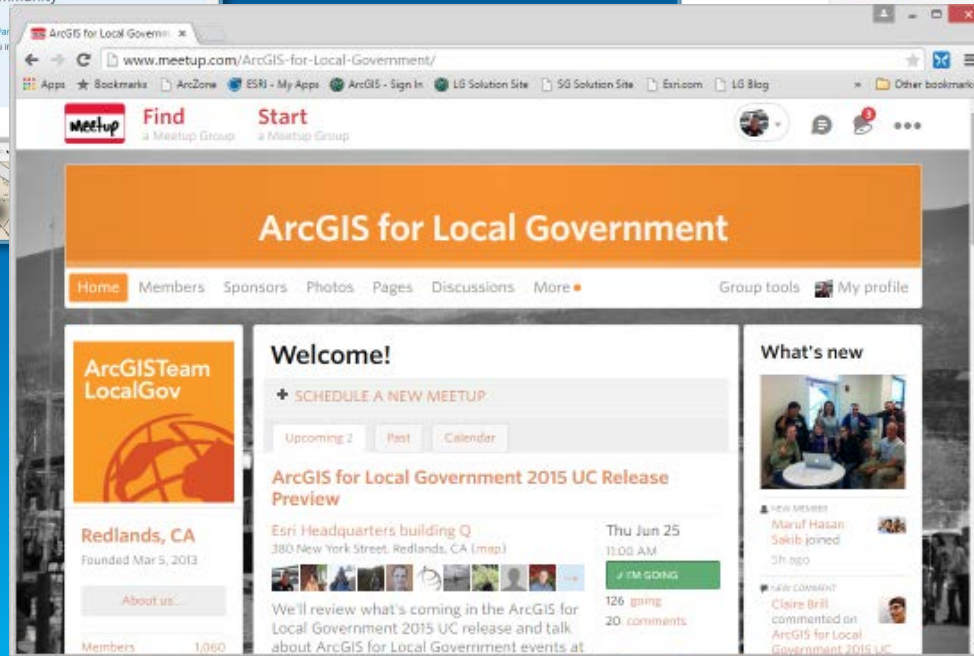 mmunity
ArcGIS for Local Governm
www.meetup.com/ArcGIS-for-Local-Government/
Apps Bookmarks ArcZone ESRI - My Apps ArcGIS - Sign In LG Solution Site SG Solution Site Esri.com LG Blog » Other bookmarks
Meetup
Find
a Meetup Group
Start
a Meetup Group
3
ArcGIS for Local Government
Home Members Sponsors Photos Pages Discussions More Group tools My profile
ArcGISTeam
LocalGov
Redlands, CA
Founded Mar 5, 2013
About us...
Members 1,060
Welcome!
+ SCHEDULE A NEW MEETUP
Upcoming 2 Past Calendar
ArcGIS for Local Government 2015 UC Release
Preview
Esri Headquarters building Q
380 New York Street, Redlands, CA (map)
Thu Jun 25
11:00 AM
✓ I'M GOING
126 going
20 comments
We'll review what's coming in the ArcGIS for
Local Government 2015 UC release and talk
about ArcGIS for Local Government events at
What's new
NEW MEMBER
Maruf Hasan
Sakib joined
5h ago
NEW COMMENT
Claire Brill
commented on
ArcGIS for Local
Government 2015 UC